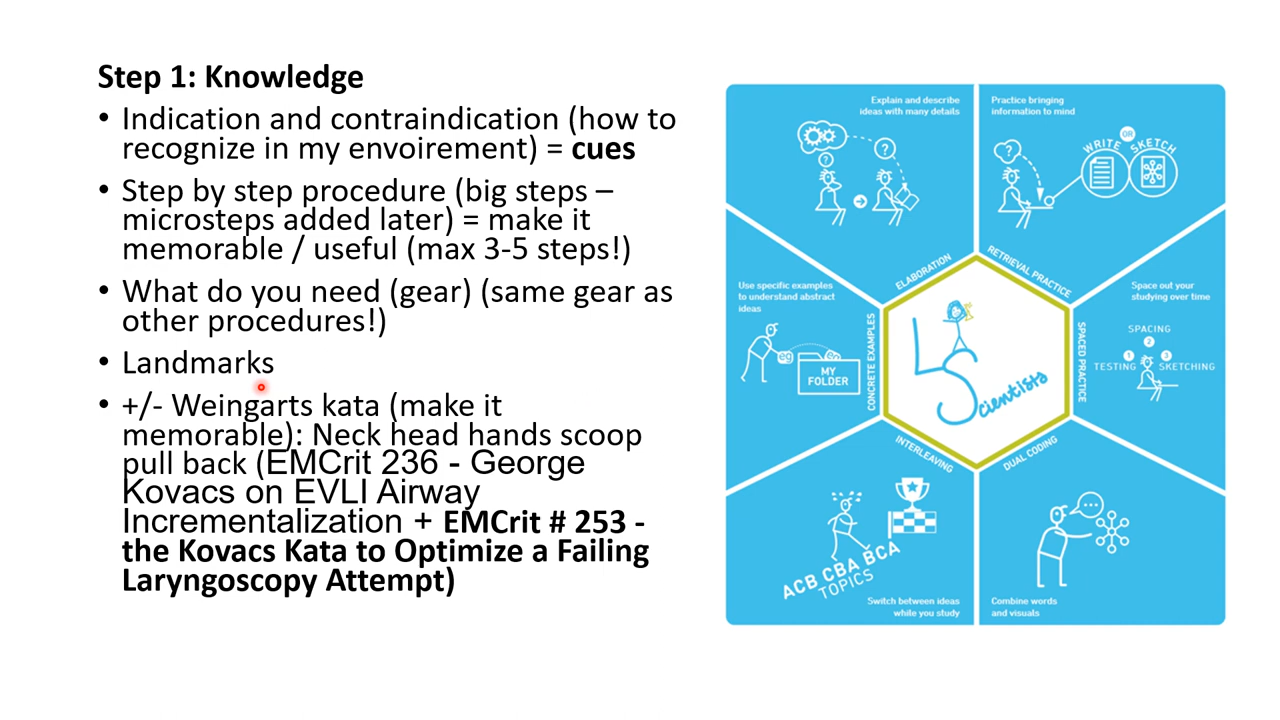 Step 1: Knowledge
• Indication and contraindication (how to
recognize in my envoirement) = cues
• Step by step procedure (big steps –
microsteps added later) = make it
memorable / useful (max 3-5 steps!)
• What do you need (gear) (same gear as
other procedures!)
• Landmarks
• +/- Weingarts kata (make it
memorable): Neck head hands scoop
pull back (EMCrit 236 - George
Kovacs on EVLI Airway
Incrementalization + EMCrit # 253 -
the Kovacs Kata to Optimize a Failing
Laryngoscopy Attempt)
Explain and describe
ideas with many details
?
?
ELABORATION
Practice bringing
information to mind
?
WRITE OR SKETCH
RETRIEVAL PRACTICE
Use specific examples
to understand abstract
ideas
eg
eg
MY
FOLDER
CONCRETE EXAMPLES
LS
Scientists
Space out your
studying over time
SPACING
2
TESTING 1 3 SKETCHING
SPACED PRACTICE
INTERLEAVING
ACB CBA BCA
TOPICS
Switch between ideas
while you study
DUAL CODING
Combine words
and visuals